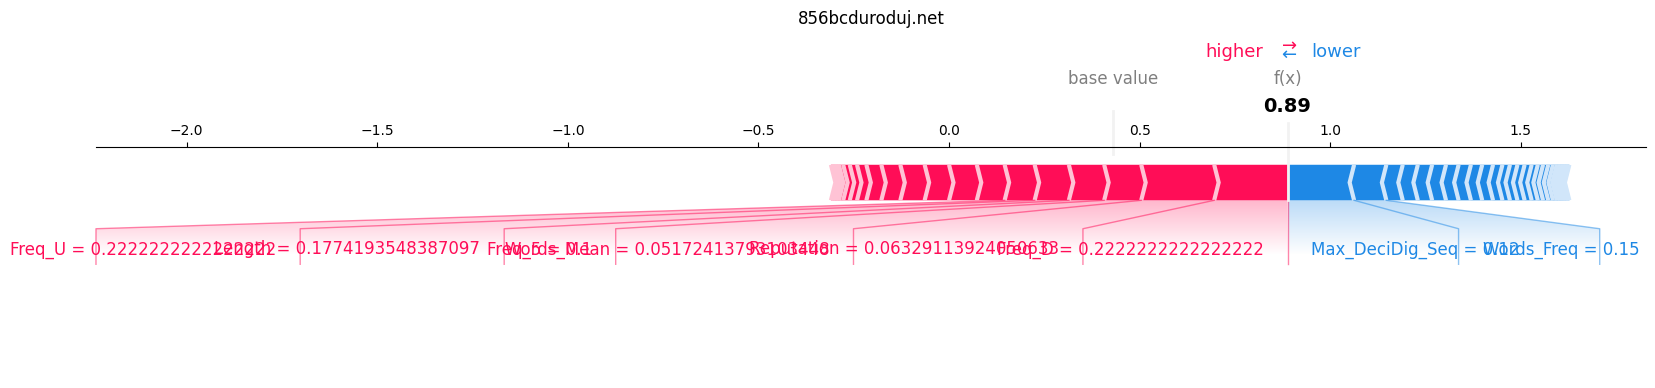 856bcduroduj.net
higher ⇄ lower
base value f(x)
0.89
−2.0 −1.5 −1.0 −0.5 0.0 0.5 1.0 1.5
Freq_U = 0.2222222222222222 Length = 0.1774193548387097 Freq_5 = 0.1 Words_Mean = 0.05172413793103448 Reputation = 0.06329113924050633 Freq_D = 0.2222222222222222 Max_DeciDig_Seq = 0.12 Words_Freq = 0.15